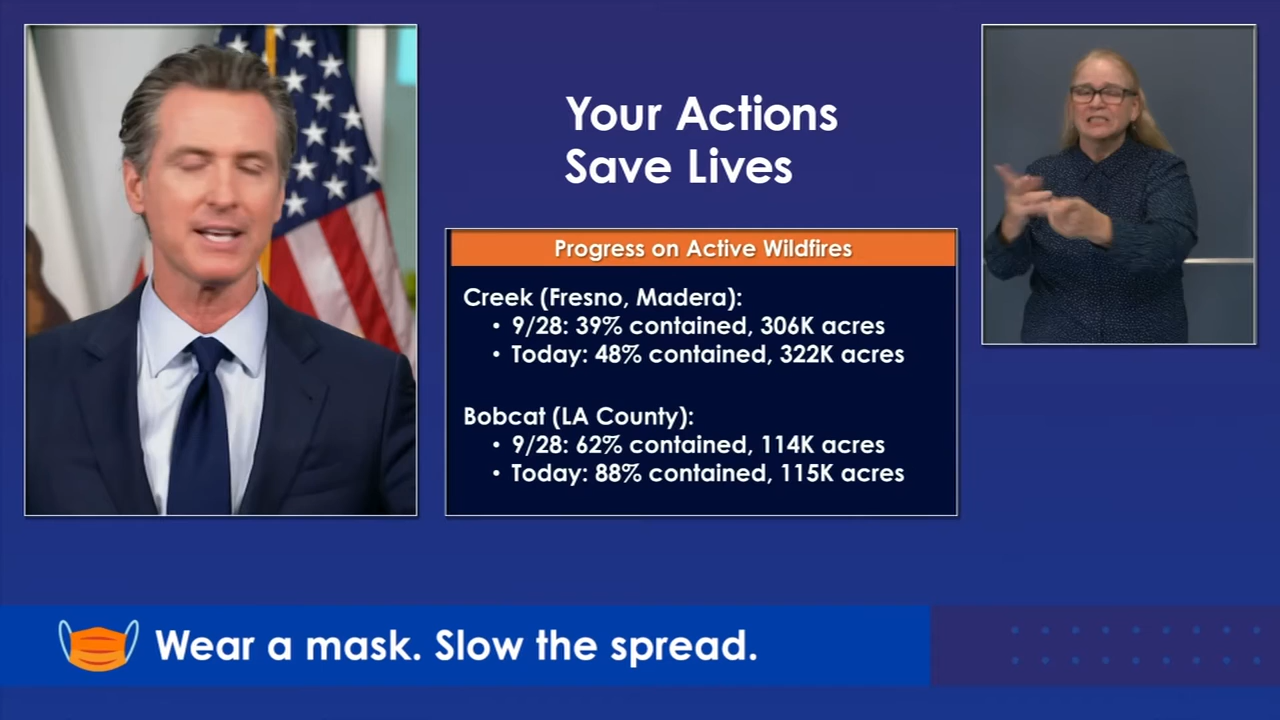 Your Actions
Save Lives
Progress on Active Wildfires
Creek (Fresno, Madera):
• 9/28: 39% contained, 306K acres
• Today: 48% contained, 322K acres
Bobcat (LA County):
• 9/28: 62% contained, 114K acres
• Today: 88% contained, 115K acres
Wear a mask. Slow the spread.